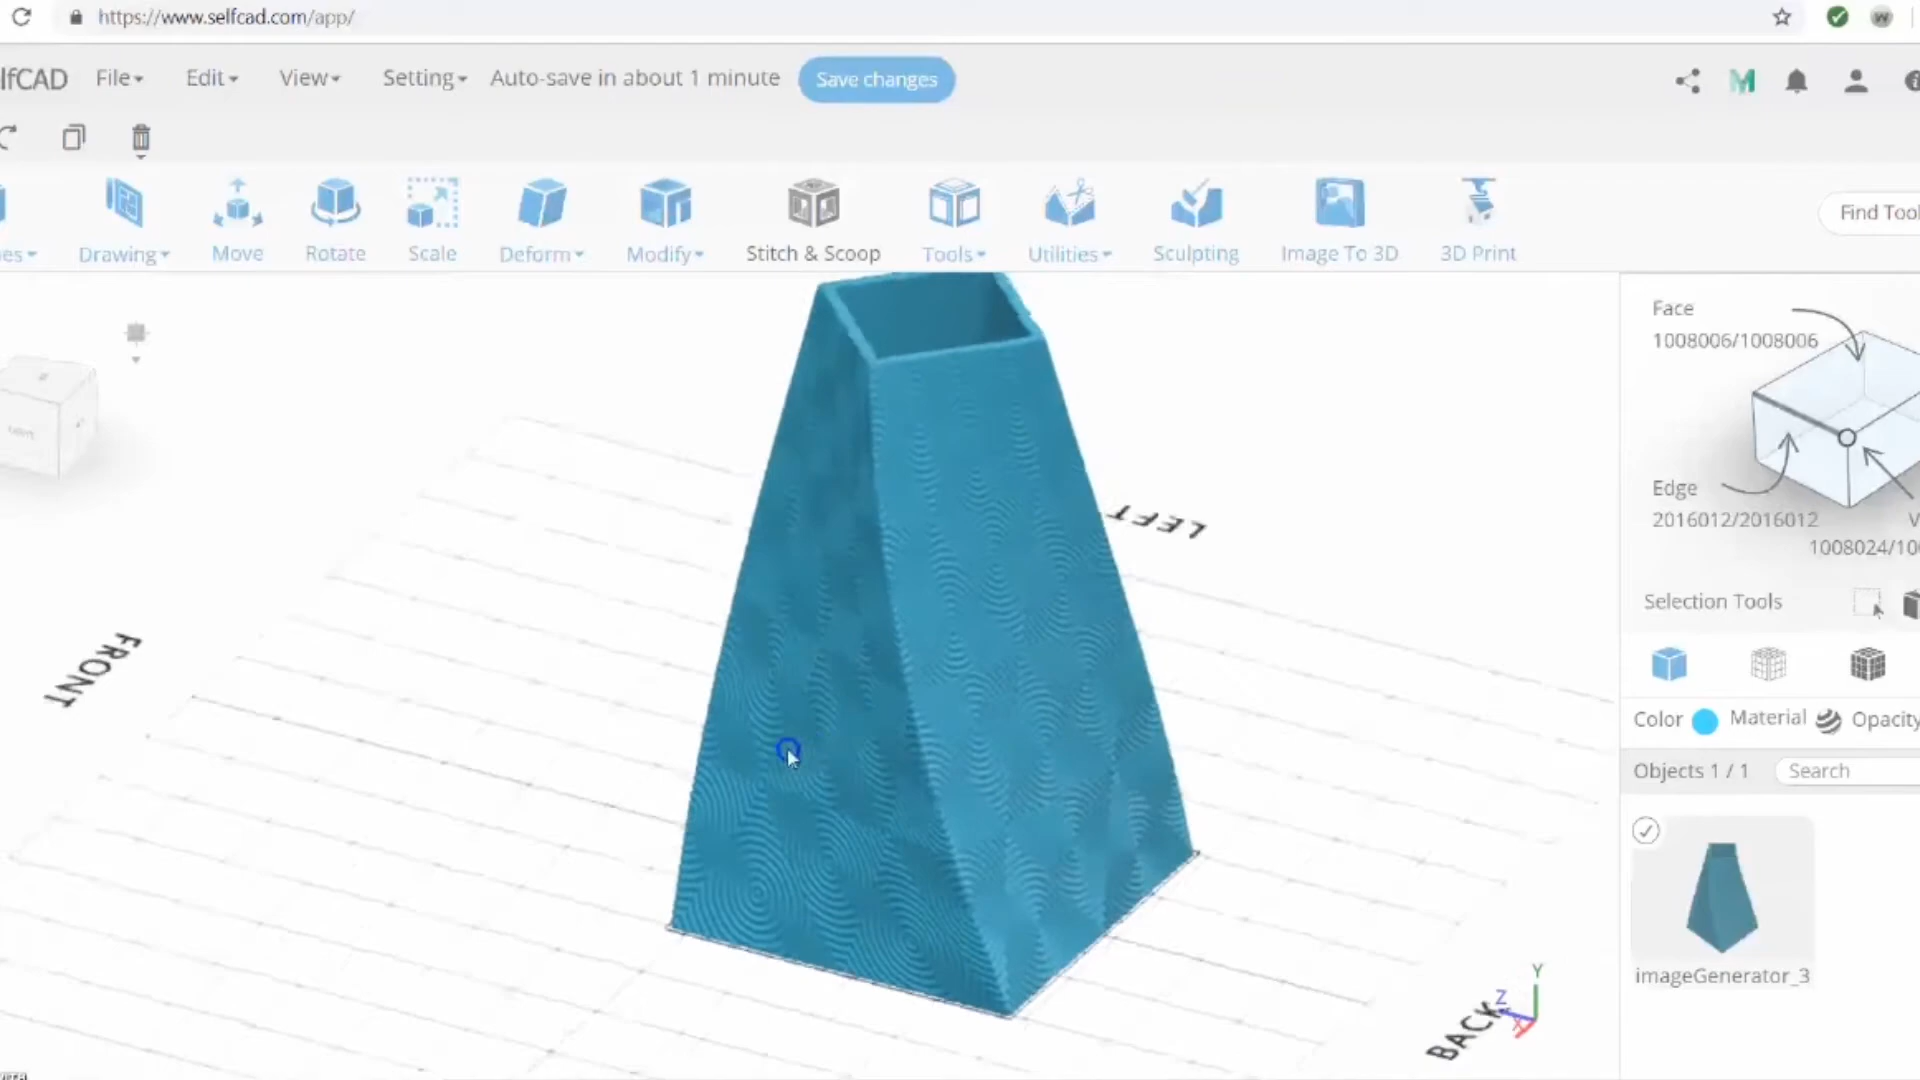 https://www.selfcad.com/app/
lfCAD File Edit View Setting Auto-save in about 1 minute Save changes
es Drawing Move Rotate Scale Deform Modify Stitch & Scoop Tools Utilities Sculpting Image To 3D 3D Print
Find Tool
Face
1008006/1008006
Edge
2016012/2016012
V
1008024/100
LEFT
FRONT
BACK
Selection Tools
Color Material Opacity
Objects 1 / 1 Search
imageGenerator_3
Y
Z
X